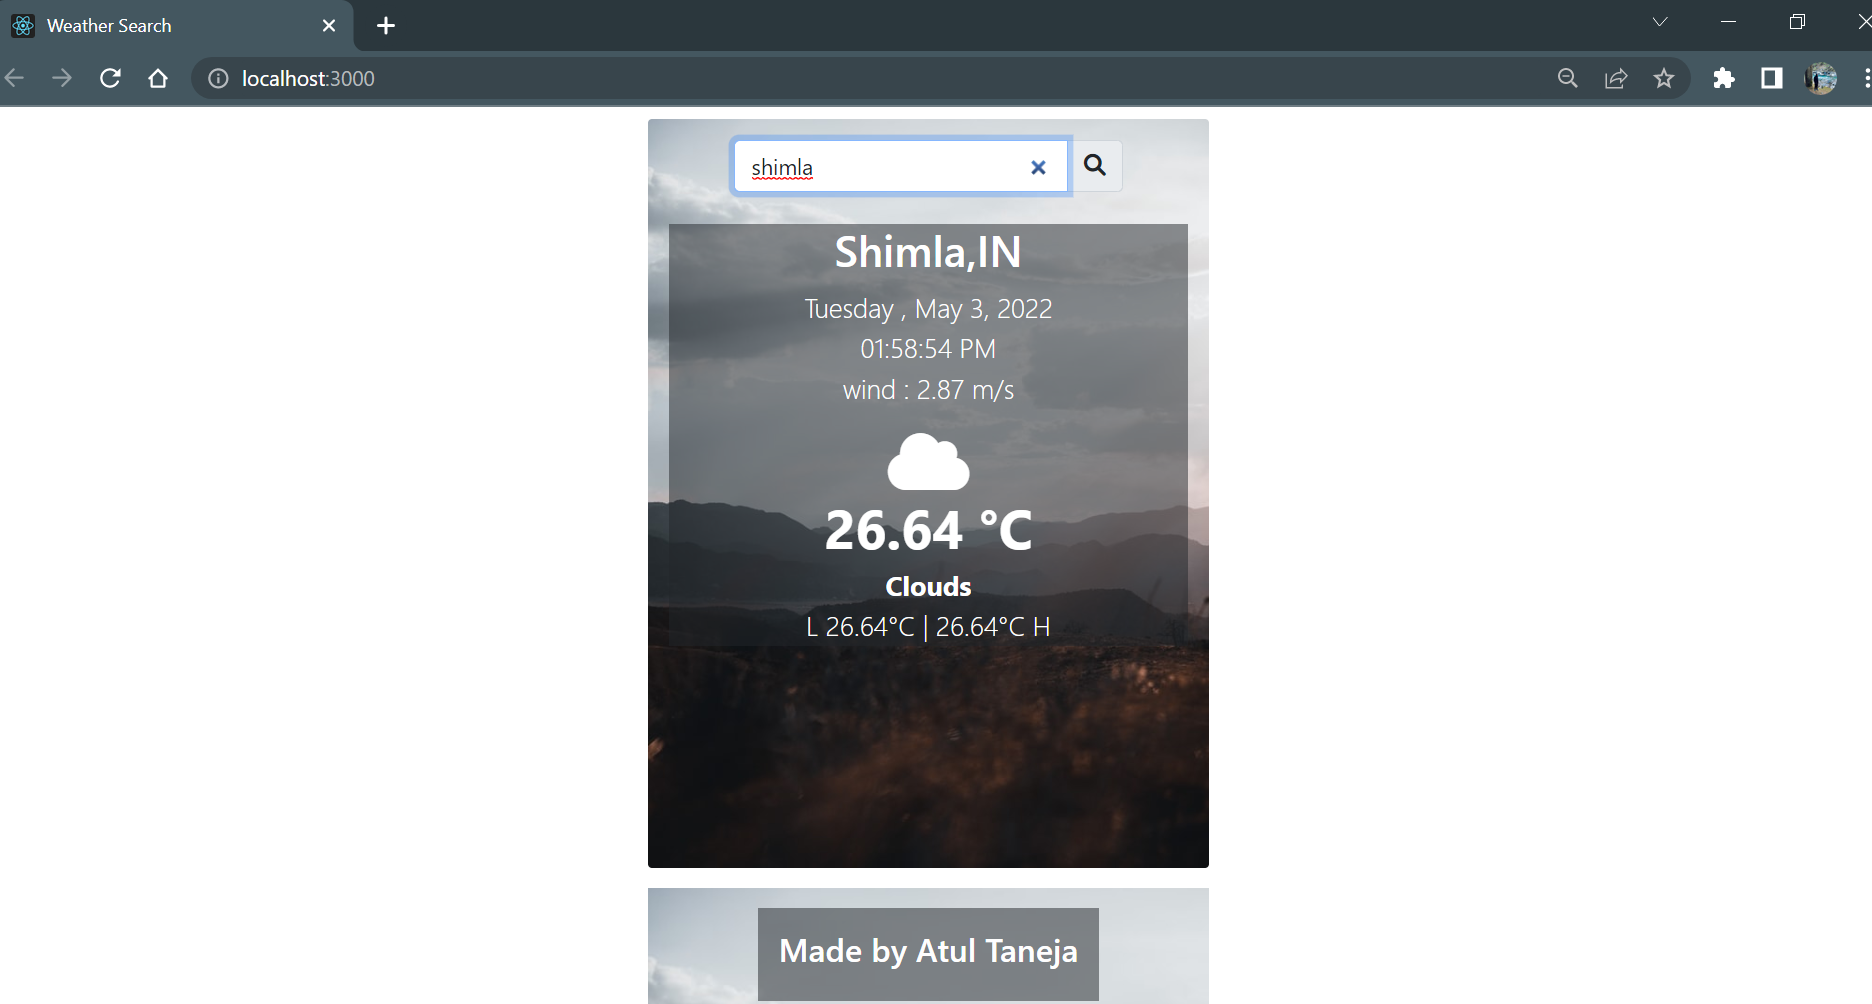 Weather Search
localhost:3000
shimla
Shimla,IN
Tuesday , May 3, 2022
01:58:54 PM
wind : 2.87 m/s
26.64 °C
Clouds
L 26.64°C | 26.64°C H
Made by Atul Taneja